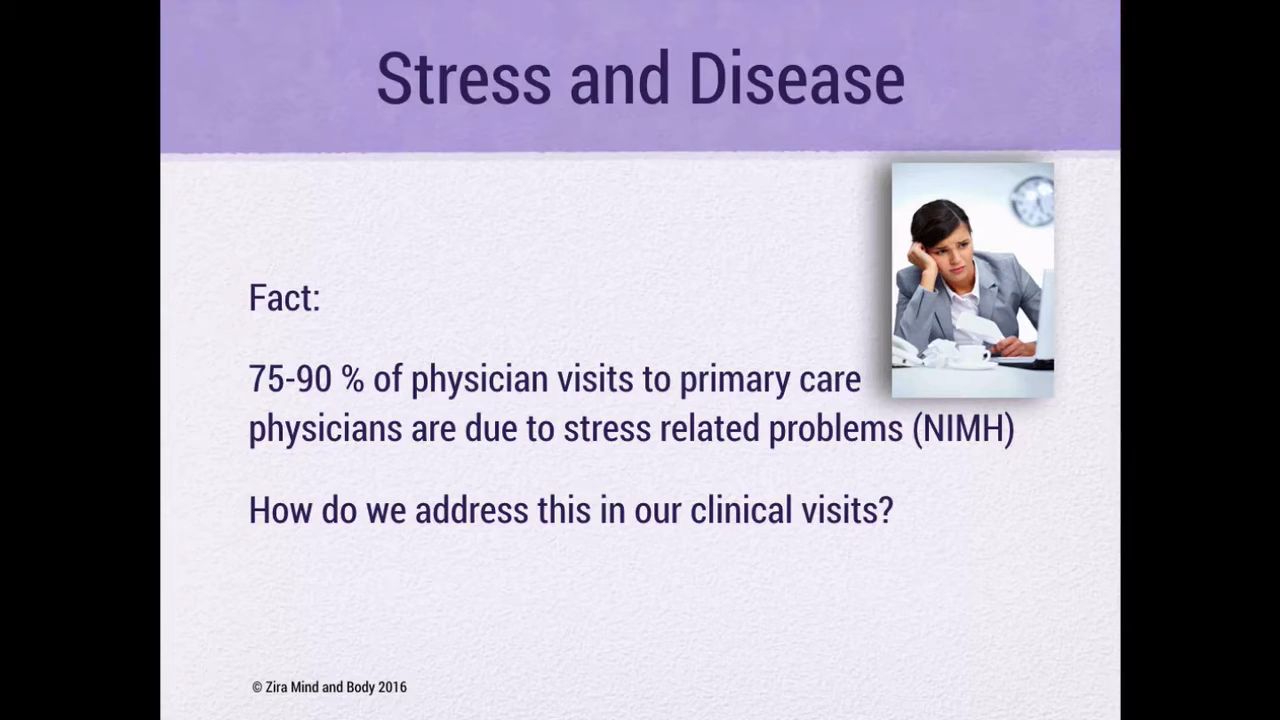 Stress and Disease
Fact:
75-90 % of physician visits to primary care
physicians are due to stress related problems (NIMH)
How do we address this in our clinical visits?
© Zira Mind and Body 2016